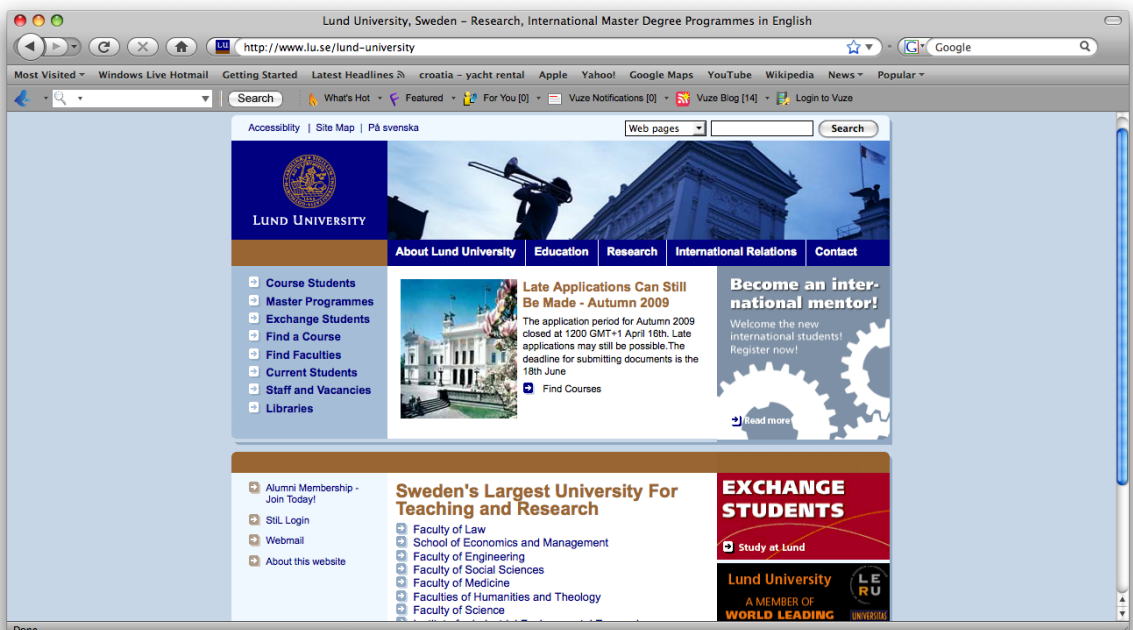 Lund University, Sweden – Research, International Master Degree Programmes in English
http://www.lu.se/lund-university
Google
Most Visited Windows Live Hotmail Getting Started Latest Headlines croatia – yacht rental Apple Yahoo! Google Maps YouTube Wikipedia News Popular
Search What's Hot Featured For You [0] Vuze Notifications [0] Vuze Blog [14] Login to Vuze
Accessiblity | Site Map | På svenska
Web pages Search
LUND UNIVERSITY
About Lund University Education Research International Relations Contact
Course Students
Master Programmes
Exchange Students
Find a Course
Find Faculties
Current Students
Staff and Vacancies
Libraries
Late Applications Can Still
Be Made - Autumn 2009
The application period for Autumn 2009
closed at 1200 GMT+1 April 16th. Late
applications may still be possible.The
deadline for submitting documents is the
18th June
Find Courses
Become an inter-
national mentor!
Welcome the new
international students!
Register now!
Read more
Alumni Membership -
Join Today!
StiL Login
Webmail
About this website
Sweden's Largest University For
Teaching and Research
Faculty of Law
School of Economics and Management
Faculty of Engineering
Faculty of Social Sciences
Faculty of Medicine
Faculties of Humanities and Theology
Faculty of Science
EXCHANGE
STUDENTS
Study at Lund
Lund University
A MEMBER OF
WORLD LEADING
LE
RU
Done